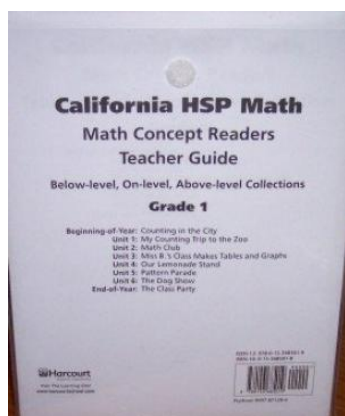 California HSP Math
Math Concept Readers
Teacher Guide
Below-level, On-level, Above-level Collections
Grade 1
Beginning-of-Year: Counting in the City
Unit 1: My Counting Trip to the Zoo
Unit 2: Math Club
Unit 3: Miss B.'s Class Makes Tables and Graphs
Unit 4: Our Lemonade Stand
Unit 5: Pattern Parade
Unit 6: The Dog Show
End-of-Year: The Class Party
Harcourt